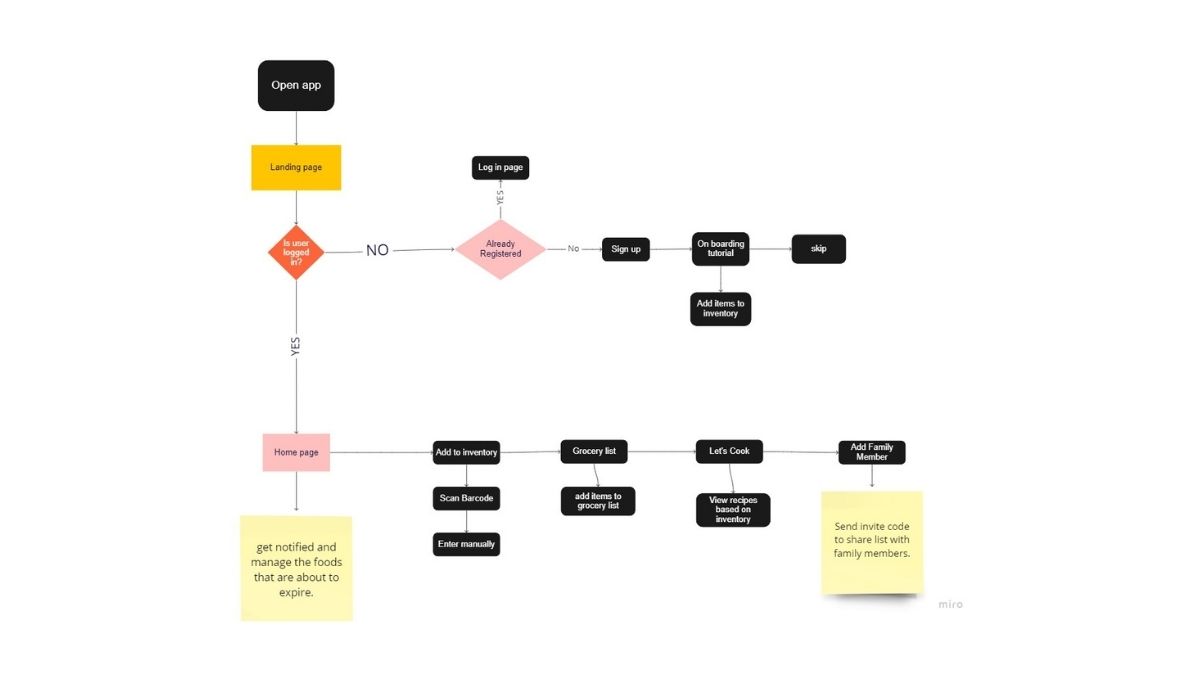 Open app
Landing page
Is user
logged
in?
NO
Already
Registered
YES
Log in page
No
Sign up
On boarding
tutorial
skip
Add items to
inventory
YES
Home page
get notified and
manage the foods
that are about to
expire.
Add to inventory
Scan Barcode
Enter manually
Grocery list
add items to
grocery list
Let's Cook
View recipes
based on
inventory
Add Family
Member
Send invite code
to share list with
family members.
miro